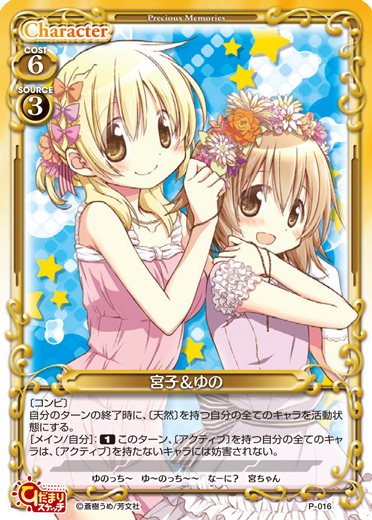 Precious Memories
Character
COST
6
SOURCE
3
宮子＆ゆの
［コンビ］
自分のターンの終了時に、〔天然〕を持つ自分の全てのキャラを活動状
態にする。
［メイン/自分］：1 このターン、〔アクティブ〕を持つ自分の全てのキャ
ラは、〔アクティブ〕を持たないキャラには妨害されない。
ゆのっち～　ゆ～のっち～～　なーに？　宮ちゃん
ひだまり
スケッチ
©蒼樹うめ/芳文社
P-016